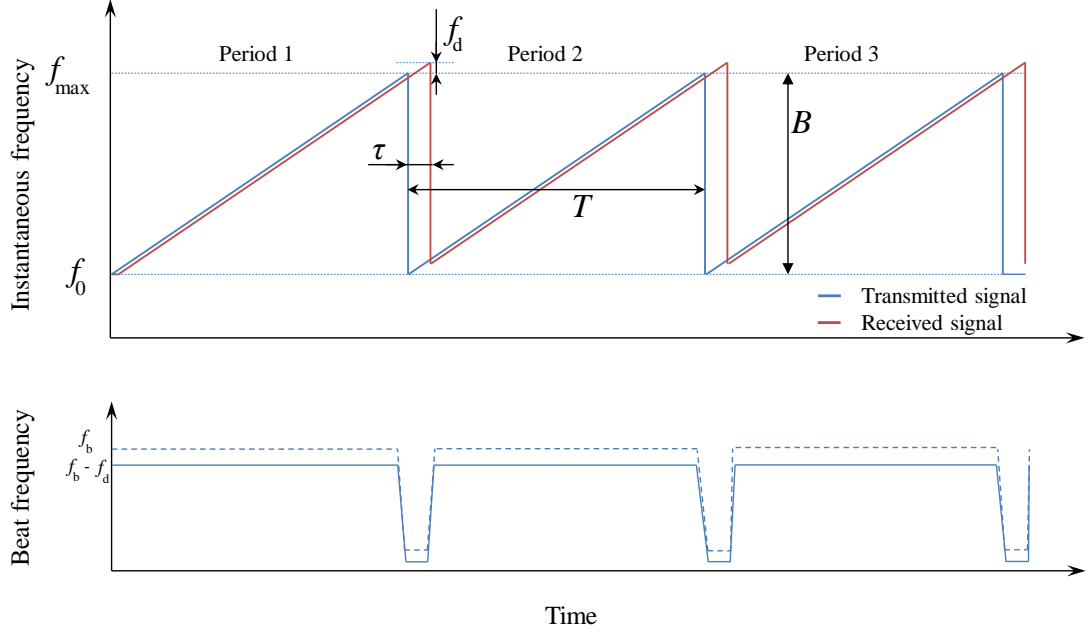 Instantaneous frequency
f_max
f_0
Period 1
f_d
Period 2
Period 3
τ
T
B
Transmitted signal
Received signal
Beat frequency
f_b
f_b - f_d
Time